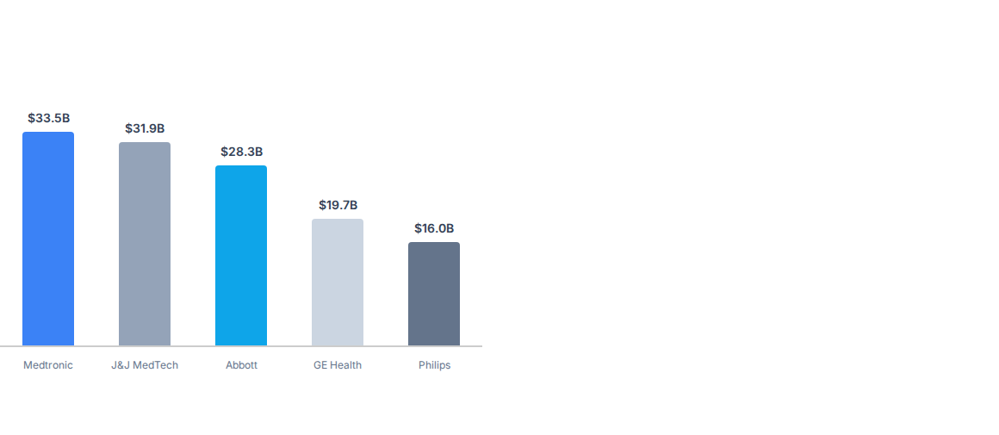 $33.5B
$31.9B
$28.3B
$19.7B
$16.0B
Medtronic
J&J MedTech
Abbott
GE Health
Philips